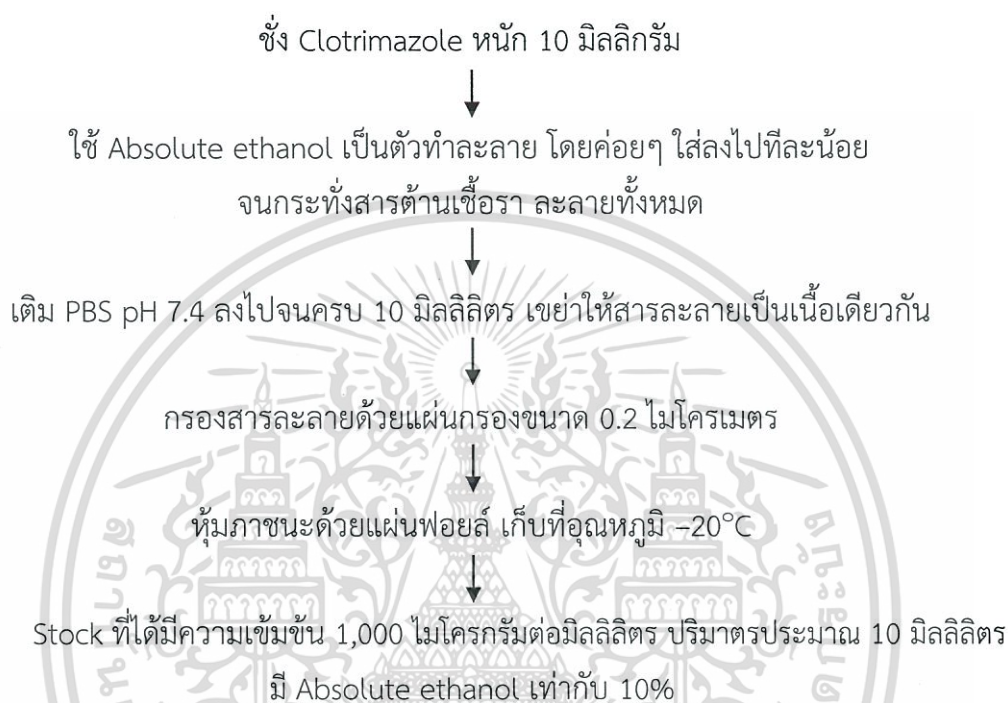 ชั่ง Clotrimazole หนัก 10 มิลลิกรัม
ใช้ Absolute ethanol เป็นตัวทำละลาย โดยค่อยๆ ใส่ลงไปทีละน้อย
จนกระทั่งสารต้านเชื้อรา ละลายทั้งหมด
เติม PBS pH 7.4 ลงไปจนครบ 10 มิลลิลิตร เขย่าให้สารละลายเป็นเนื้อเดียวกัน
กรองสารละลายด้วยแผ่นกรองขนาด 0.2 ไมโครเมตร
หุ้มภาชนะด้วยแผ่นฟอยล์ เก็บที่อุณหภูมิ –20°C
Stock ที่ได้มีความเข้มข้น 1,000 ไมโครกรัมต่อมิลลิลิตร ปริมาตรประมาณ 10 มิลลิลิตร
มี Absolute ethanol เท่ากับ 10%